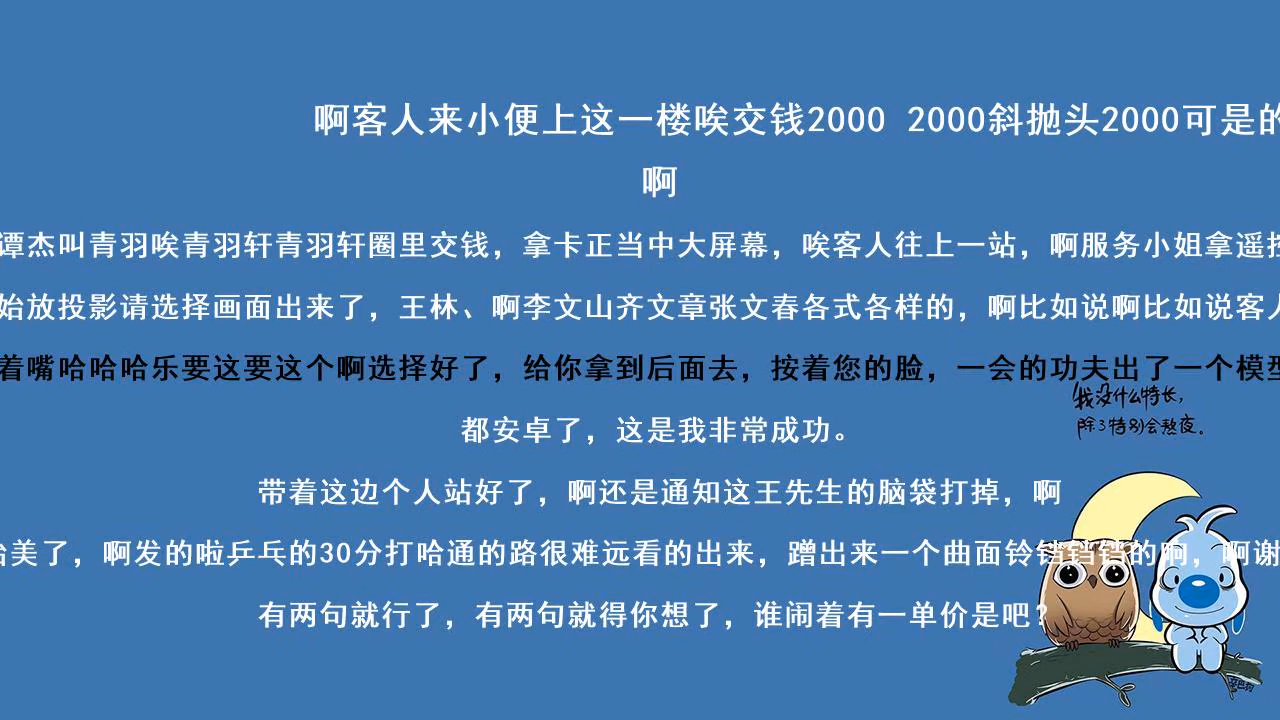 啊客人来小便上这一楼唉交钱2000 2000斜抛头2000可是的
啊
谭杰叫青羽唉青羽轩青羽轩圈里交钱，拿卡正当中大屏幕，唉客人往上一站，啊服务小姐拿遥控
始放投影请选择画面出来了，王林、啊李文山齐文章张文春各式各样的，啊比如说啊比如说客人
着嘴哈哈哈乐要这要这个啊选择好了，给你拿到后面去，按着您的脸，一会的功夫出了一个模型
我没什么特长，
除了特别会熬夜。
都安卓了，这是我非常成功。
带着这边个人站好了，啊还是通知这王先生的脑袋打掉，啊
台美了，啊发的啦乒乓的30分打哈通的路很难远看的出来，蹭出来一个曲面铃铛铛铛的响，啊谢
有两句就行了，有两句就得你想了，谁闹着有一单价是吧？